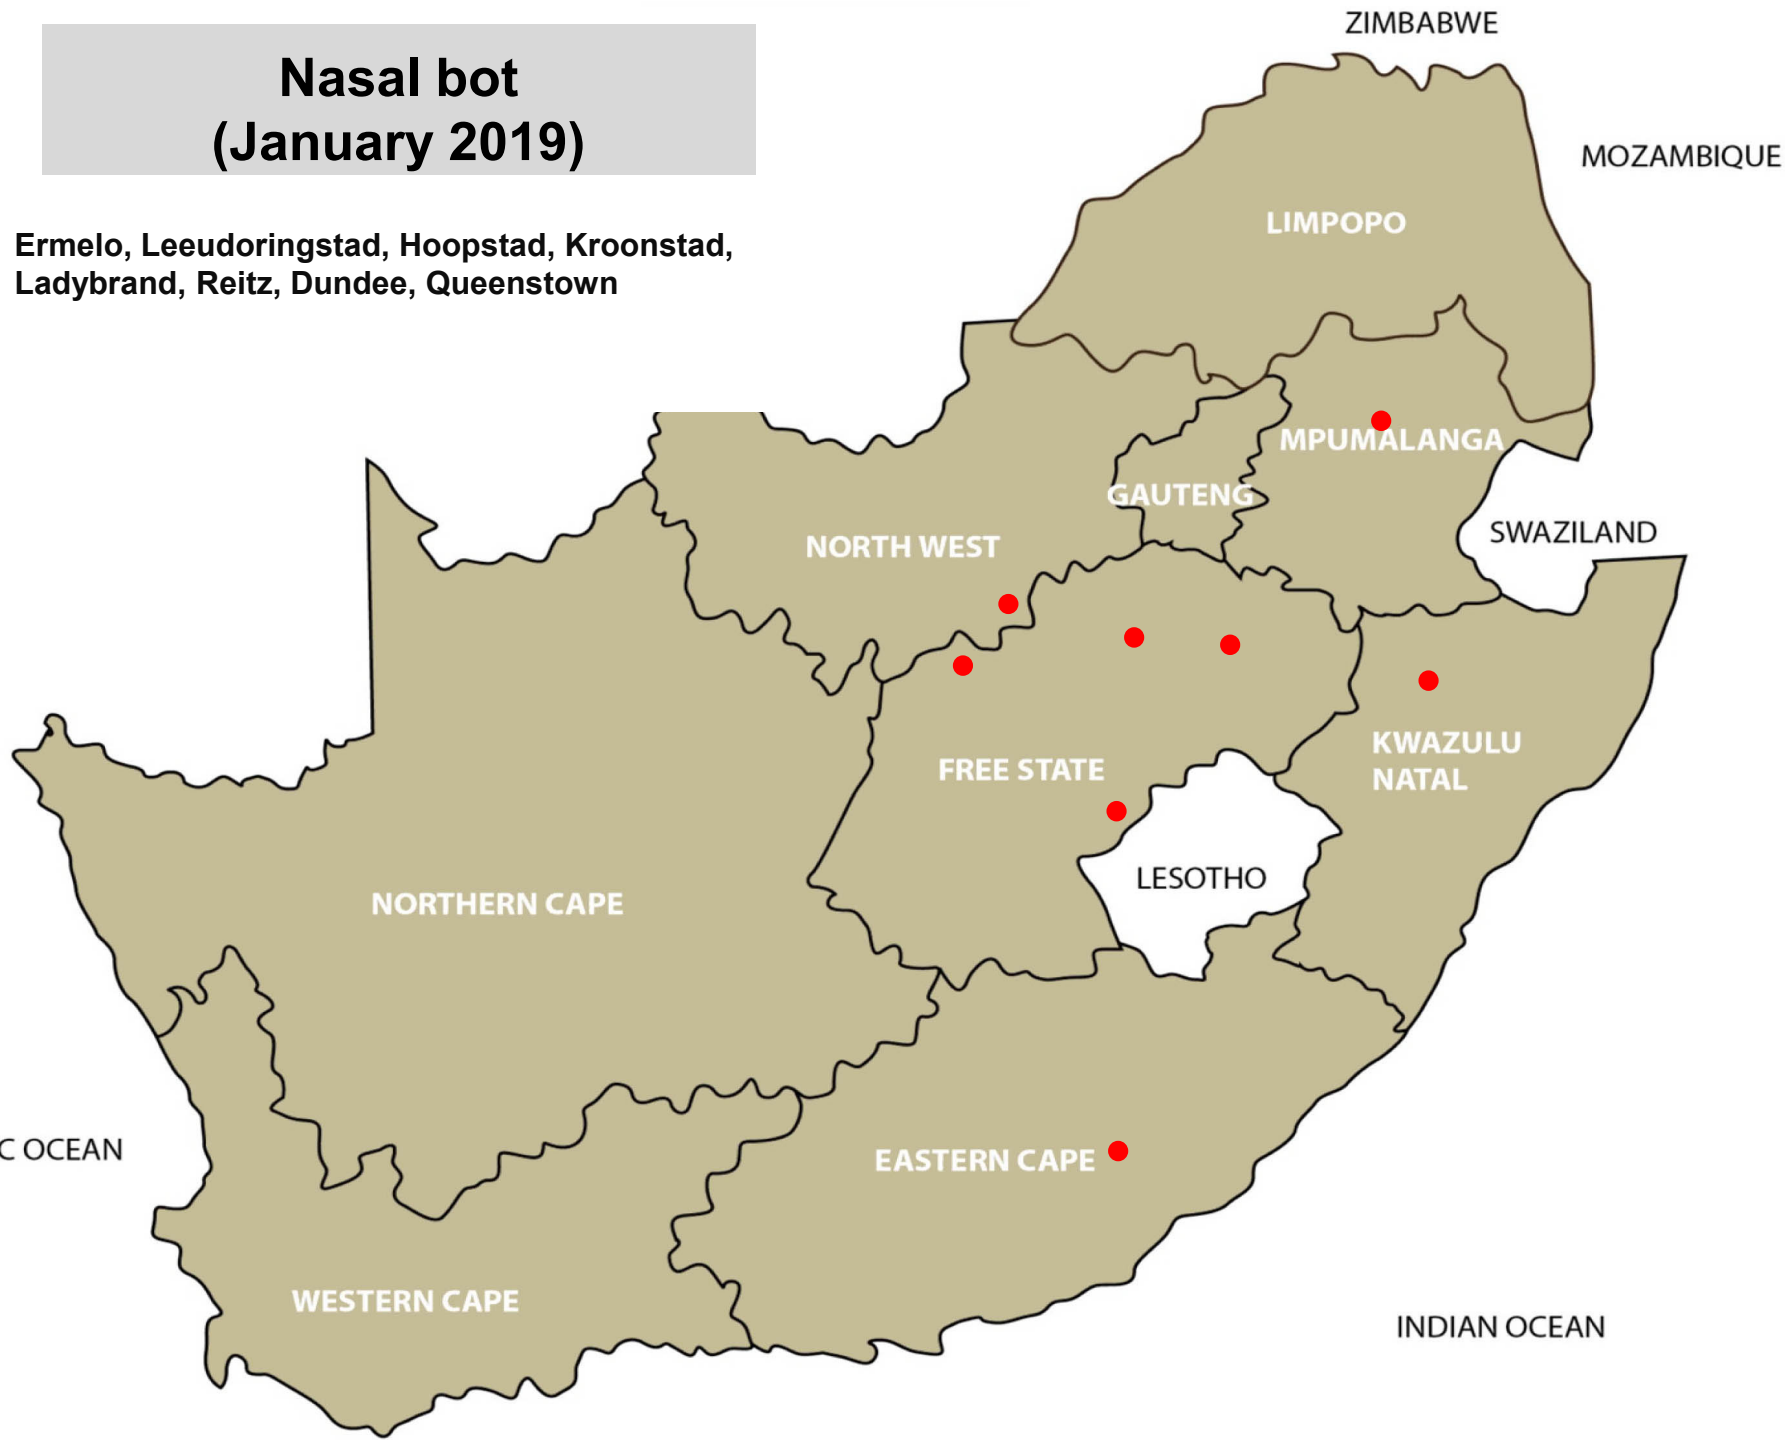 Nasal bot
(January 2019)
Ermelo, Leeudoringstad, Hoopstad, Kroonstad,
Ladybrand, Reitz, Dundee, Queenstown
ZIMBABWE
MOZAMBIQUE
LIMPOPO
MPUMALANGA
GAUTENG
SWAZILAND
NORTH WEST
KWAZULU
NATAL
FREE STATE
LESOTHO
NORTHERN CAPE
C OCEAN
EASTERN CAPE
WESTERN CAPE
INDIAN OCEAN